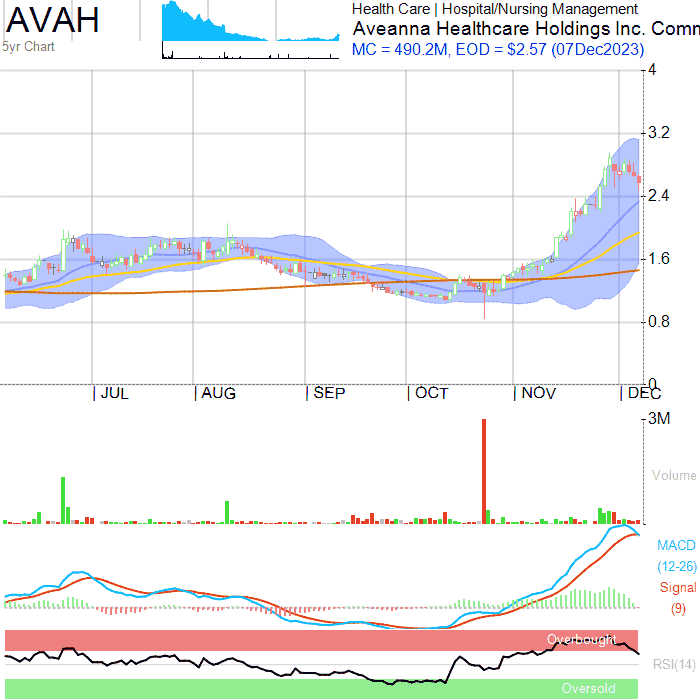 AVAH
5yr Chart
Health Care | Hospital/Nursing Management
Aveanna Healthcare Holdings Inc. Comm
MC = 490.2M, EOD = $2.57 (07Dec2023)
4
3.2
2.4
1.6
0.8
0
JUL AUG SEP OCT NOV DEC
3M
Volume
MACD
(12-26)
Signal
(9)
Overbought
RSI(14)
Oversold